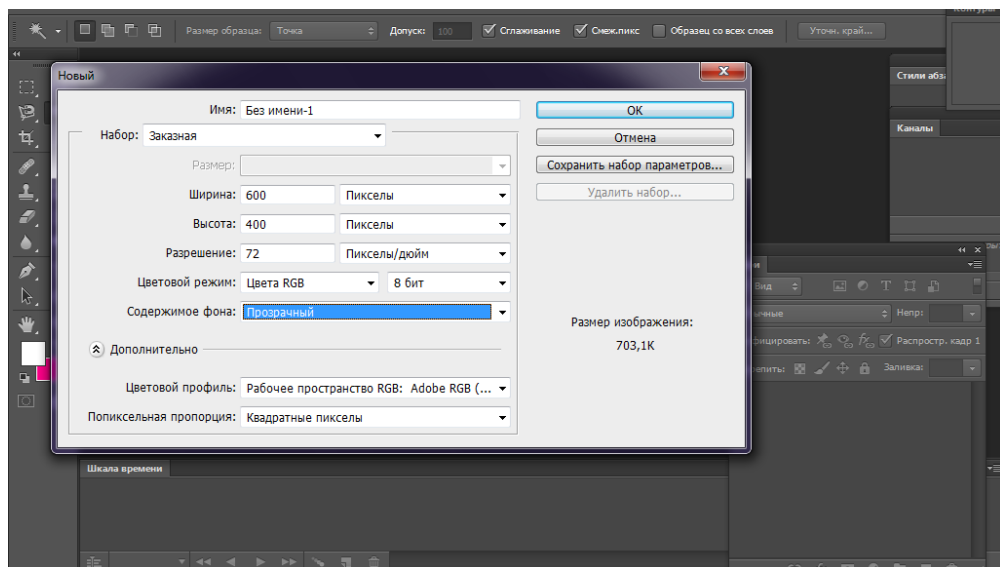 Контуры
Размер образца: Точка Допуск: 100 Сглаживание Смеж.пикс Образец со всех слоев Уточн. край...
Новый
Стили абз
Имя: Без имени-1
OK
Набор: Заказная
Отмена
Каналы
Размер:
Сохранить набор параметров...
Ширина: 600 Пикселы
Удалить набор...
Высота: 400 Пикселы
Разрешение: 72 Пикселы/дюйм
Цветовой режим: Цвета RGB 8 бит
Вид
Содержимое фона: Прозрачный
Непр:
Размер изображения:
703,1K
Распростр. кадр 1
Дополнительно
Заливка:
Цветовой профиль: Рабочее пространство RGB: Adobe RGB (...
Попиксельная пропорция: Квадратные пикселы
Шкала времени